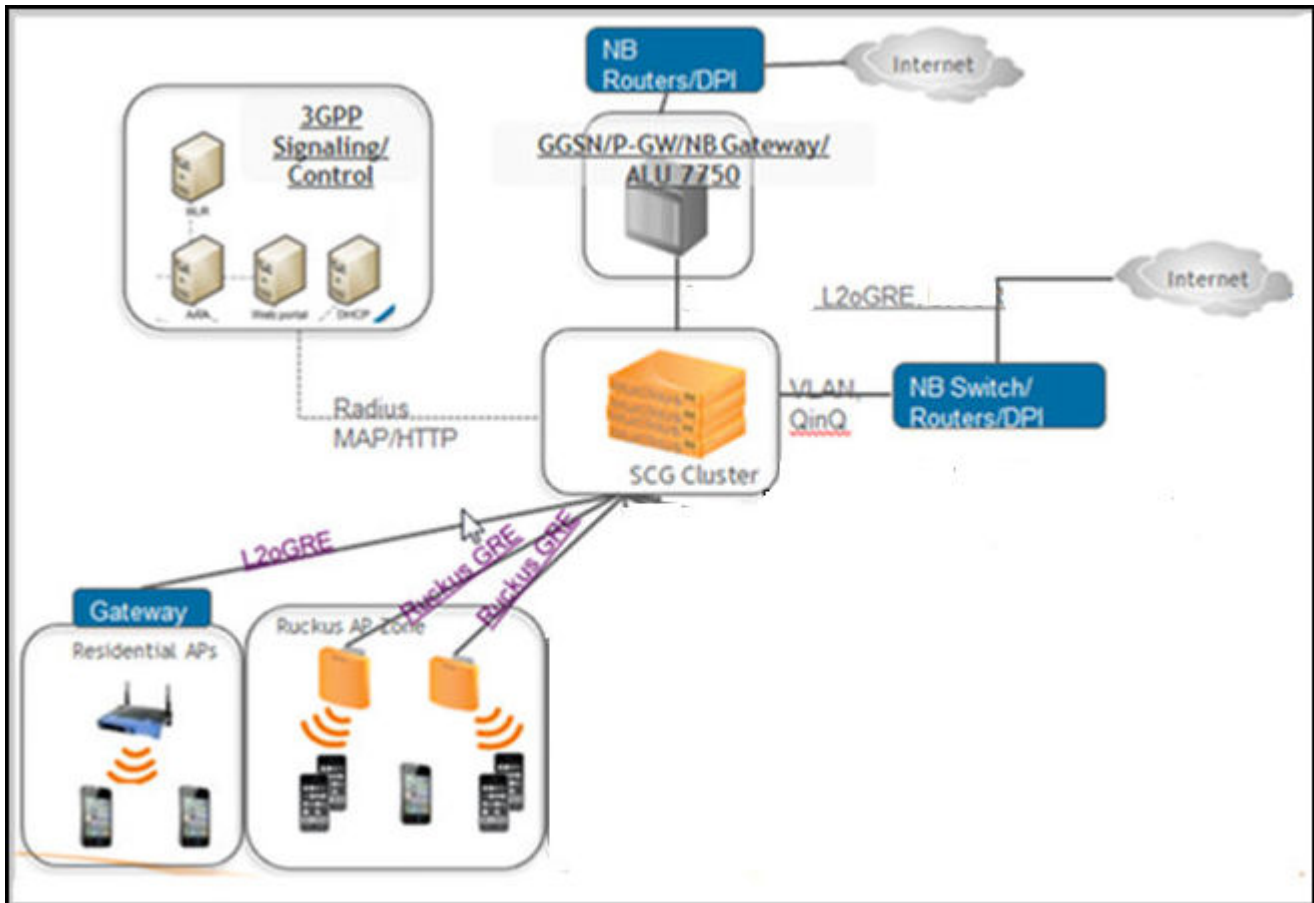 NB
Routers/DPI
Internet
3GPP
Signaling/
Control
GGSN/P-GW/NB Gateway/
ALU 7750
HLR
AAA
Web portal
DHCP
Internet
L2oGRE,
Radius
MAP/HTTP
SCG Cluster
VLAN,
QinQ
NB Switch/
Routers/DPI
L2oGRE
Ruckus GRE
Ruckus GRE
Gateway
Residential APs
Ruckus AP Zone